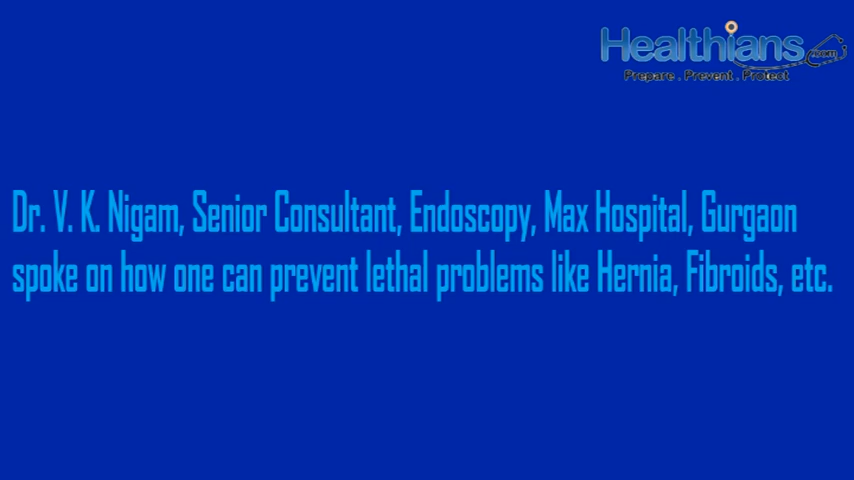 Healthians.com
Prepare . Prevent . Protect
Dr. V. K. Nigam, Senior Consultant, Endoscopy, Max Hospital, Gurgaon
spoke on how one can prevent lethal problems like Hernia, Fibroids, etc.